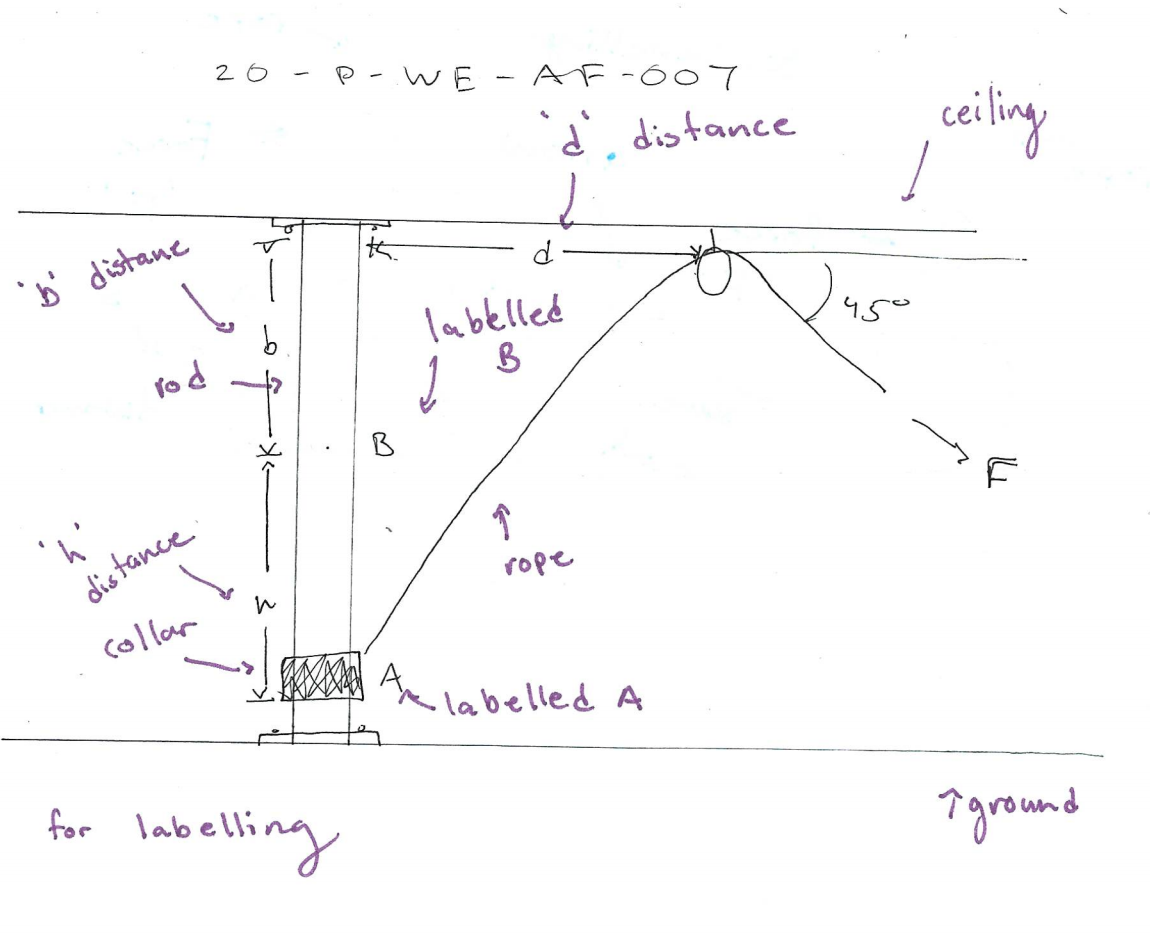 20 - P - WE - AF - 007
'd' distance
ceiling
d
'b' distane
45°
labelled
B
b
rod
B
F
'h'
distance
rope
h
collar
A
labelled A
for labelling
ground